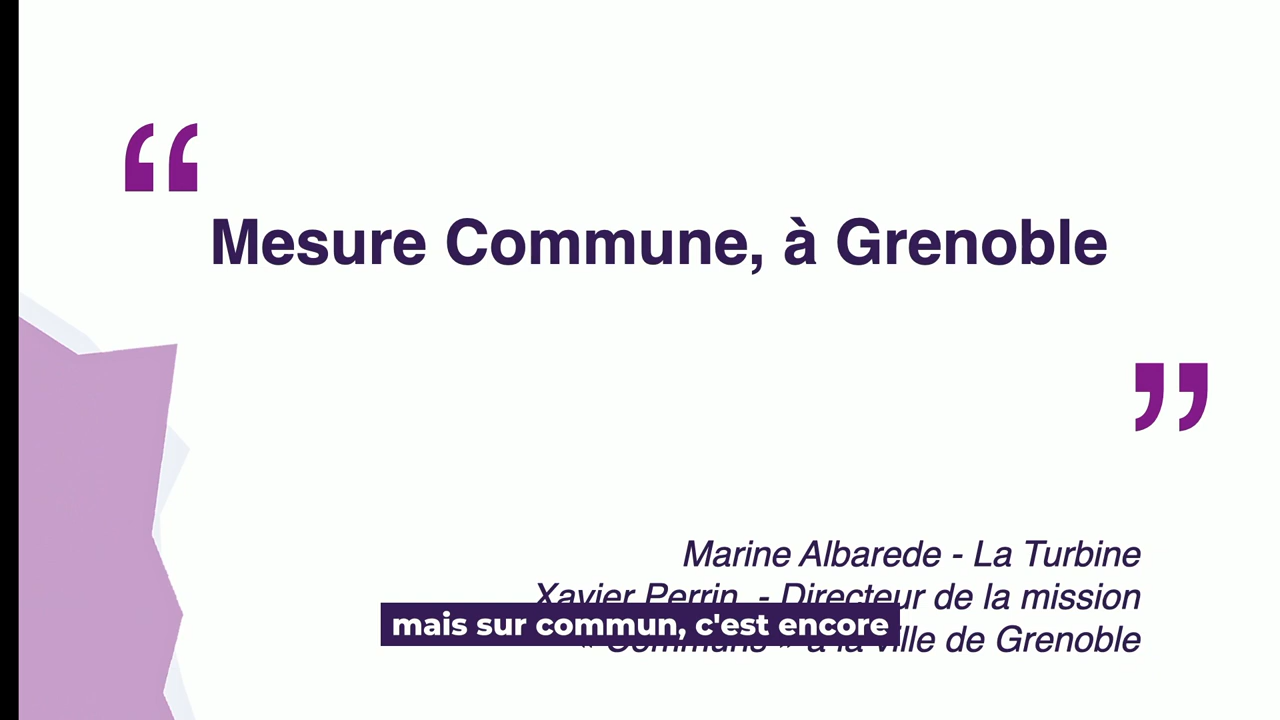 “
Mesure Commune, à Grenoble
”
Marine Albarede - La Turbine
Xavier Perrin - Directeur de la mission
mais sur commun, c'est encore
« Communs » à la ville de Grenoble